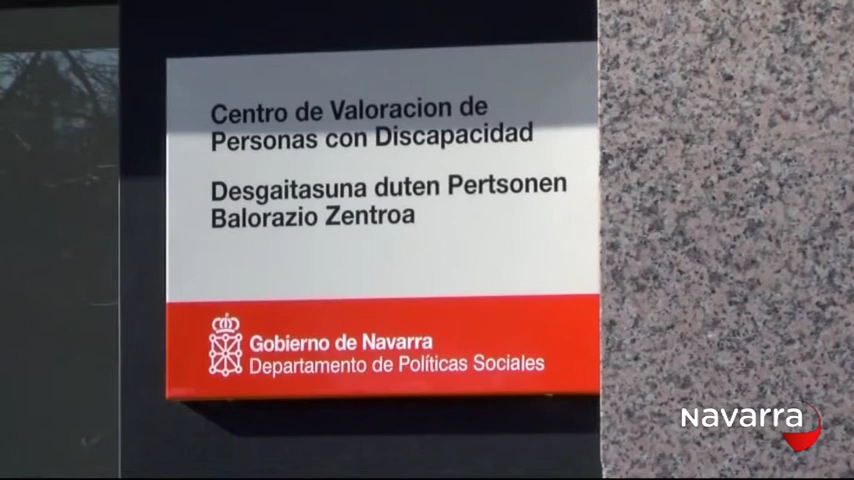 Centro de Valoracion de
Personas con Discapacidad
Desgaitasuna duten Pertsonen
Balorazio Zentroa
Gobierno de Navarra
Departamento de Políticas Sociales
Navarra